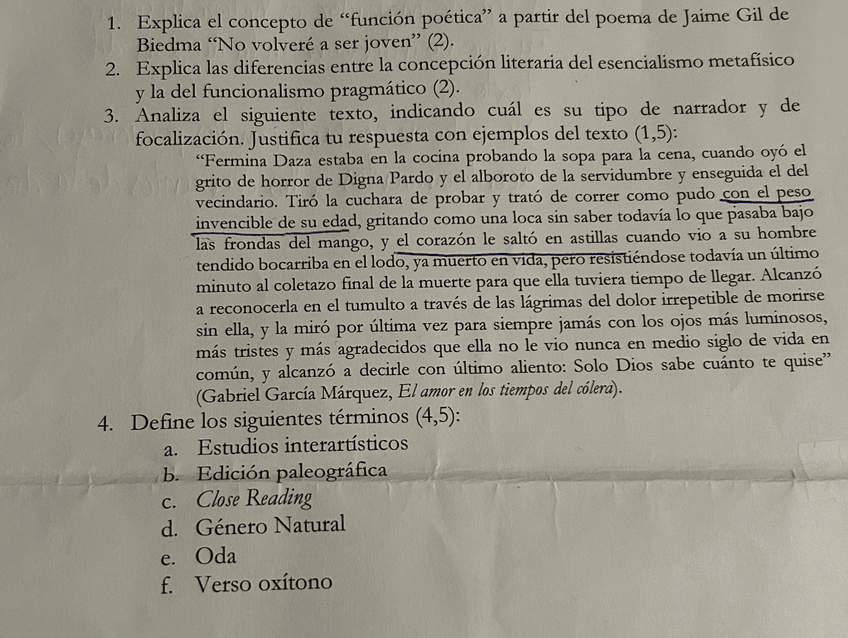 1. Explica el concepto de “función poética” a partir del poema de Jaime Gil de
Biedma “No volveré a ser joven” (2).
2. Explica las diferencias entre la concepción literaria del esencialismo metafísico
y la del funcionalismo pragmático (2).
3. Analiza el siguiente texto, indicando cuál es su tipo de narrador y de
focalización. Justifica tu respuesta con ejemplos del texto (1,5):
“Fermina Daza estaba en la cocina probando la sopa para la cena, cuando oyó el
grito de horror de Digna Pardo y el alboroto de la servidumbre y enseguida el del
vecindario. Tiró la cuchara de probar y trató de correr como pudo con el peso
invencible de su edad, gritando como una loca sin saber todavía lo que pasaba bajo
las frondas del mango, y el corazón le saltó en astillas cuando vio a su hombre
tendido bocarriba en el lodo, ya muerto en vida, pero resistiéndose todavía un último
minuto al coletazo final de la muerte para que ella tuviera tiempo de llegar. Alcanzó
a reconocerla en el tumulto a través de las lágrimas del dolor irrepetible de morirse
sin ella, y la miró por última vez para siempre jamás con los ojos más luminosos,
más tristes y más agradecidos que ella no le vio nunca en medio siglo de vida en
común, y alcanzó a decirle con último aliento: Solo Dios sabe cuánto te quise”
(Gabriel García Márquez, El amor en los tiempos del cólera).
4. Define los siguientes términos (4,5):
a. Estudios interartísticos
b. Edición paleográfica
c. Close Reading
d. Género Natural
e. Oda
f. Verso oxítono